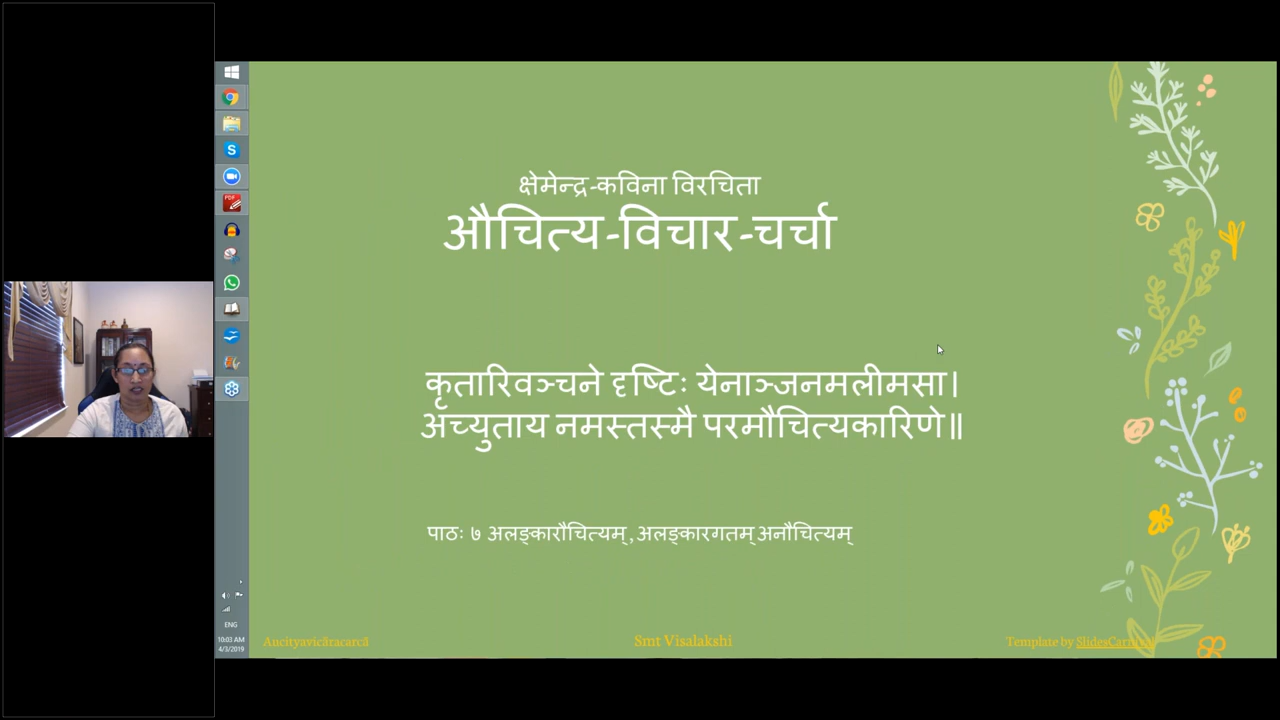 क्षेमेन्द्र-कविना विरचिता
औचित्य-विचार-चर्चा
कृतारिवञ्चने दृष्टिः येनाञ्जनमलीमसा।
अच्युताय नमस्तस्मै परमौचित्यकारिणे॥
पाठः ७ अलङ्कारौचित्यम्, अलङ्कारगतम् अनौचित्यम्
Aucityavicāracarcā
Smt Visalakshi
Template by SlidesCarnival
PDF
ENG
10:03 AM
4/3/2019